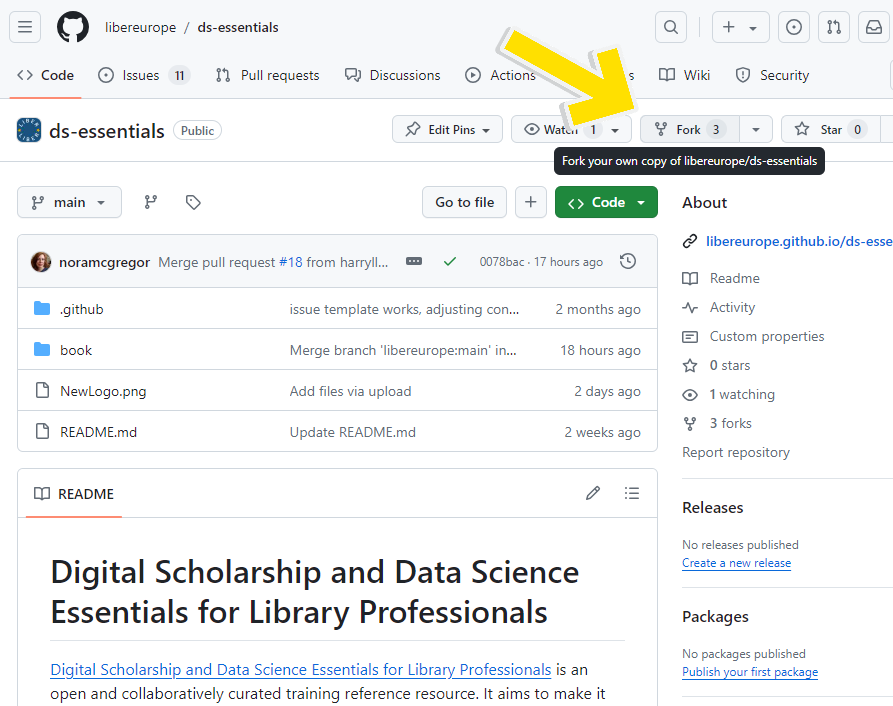 libereurope / ds-essentials
Code Issues 11 Pull requests Discussions Actions s Wiki Security
ds-essentials Public Edit Pins Watch 1 Fork 3 Star 0
Fork your own copy of libereurope/ds-essentials
main Go to file Code
noramcgregor Merge pull request #18 from harryll... 0078bac · 17 hours ago
.github issue template works, adjusting con... 2 months ago
book Merge branch 'libereurope:main' in... 18 hours ago
NewLogo.png Add files via upload 2 days ago
README.md Update README.md 2 weeks ago
README
Digital Scholarship and Data Science
Essentials for Library Professionals
Digital Scholarship and Data Science Essentials for Library Professionals is an
open and collaboratively curated training reference resource. It aims to make it
About
libereurope.github.io/ds-esse
Readme
Activity
Custom properties
0 stars
1 watching
3 forks
Report repository
Releases
No releases published
Create a new release
Packages
No packages published
Publish your first package